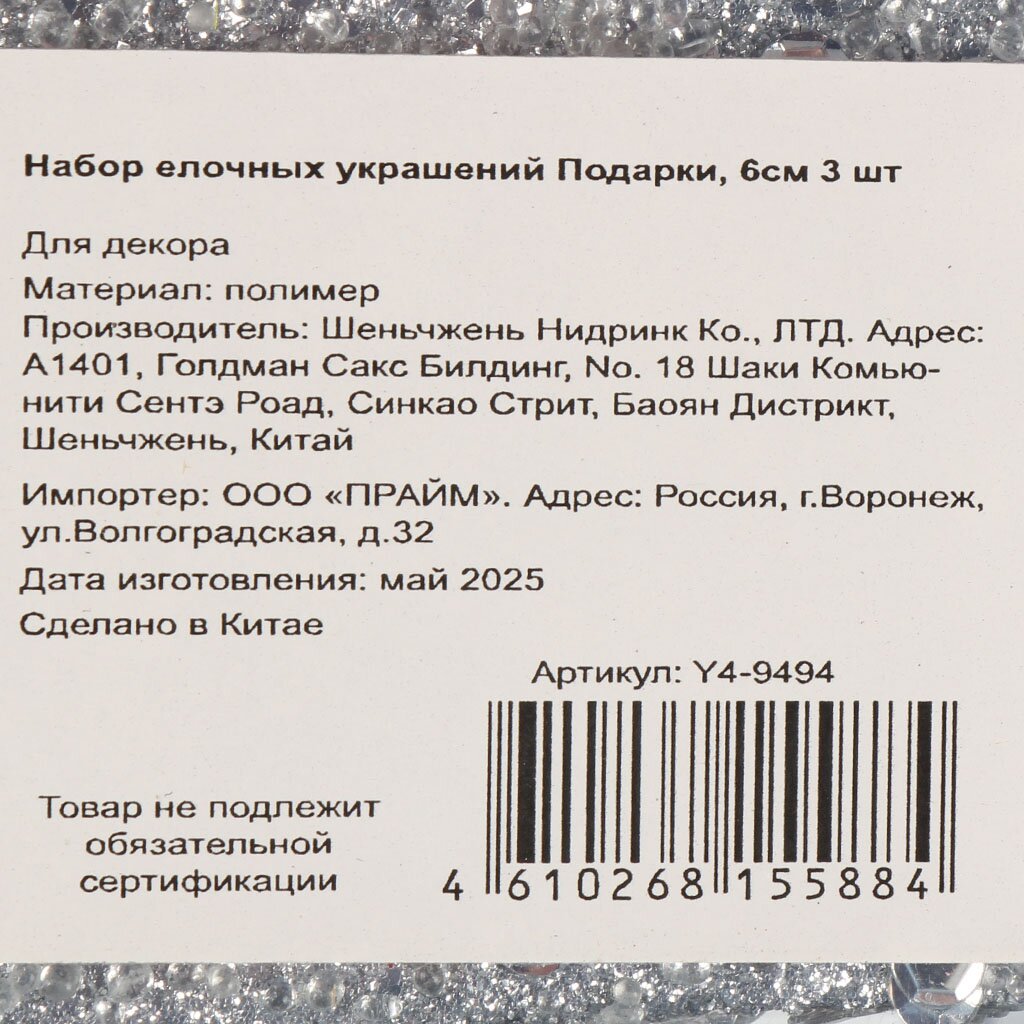 Набор елочных украшений Подарки, 6см 3 шт
Для декора
Материал: полимер
Производитель: Шеньчжень Нидринк Ко., ЛТД. Адрес:
А1401, Голдман Сакс Билдинг, No. 18 Шаки Комью-
нити Сентэ Роад, Синкао Стрит, Баоян Дистрикт,
Шеньчжень, Китай
Импортер: ООО «ПРАЙМ». Адрес: Россия, г.Воронеж,
ул.Волгоградская, д.32
Дата изготовления: май 2025
Сделано в Китае
Артикул: Y4-9494
Товар не подлежит
обязательной
сертификации
4 610268 155884